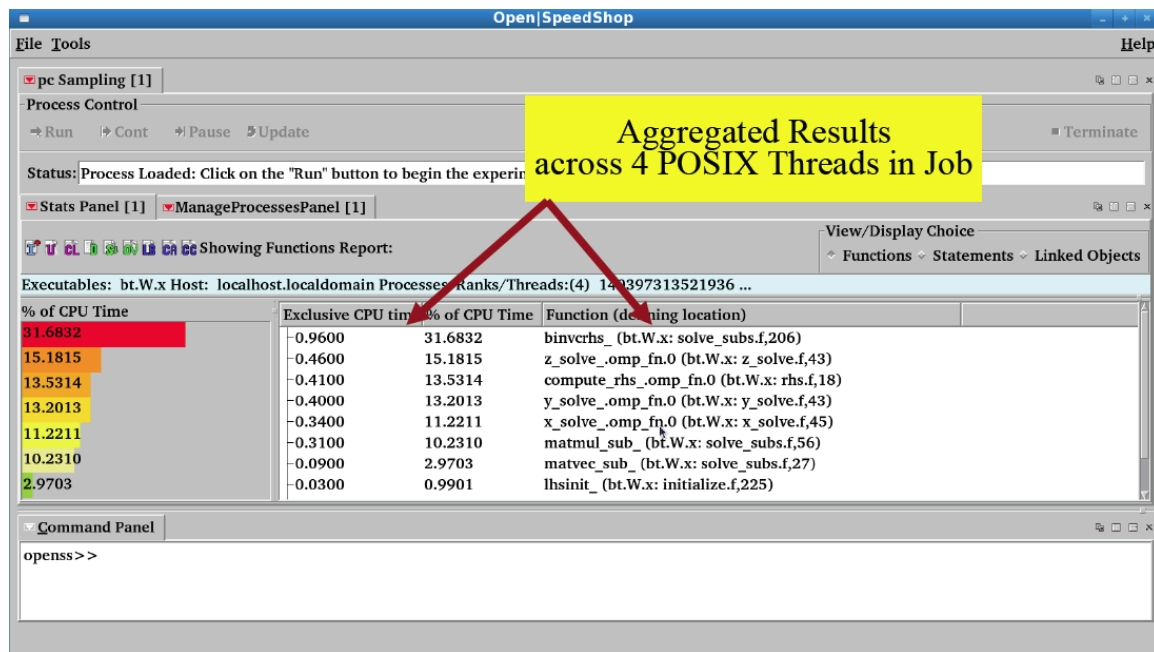 Open|SpeedShop
File Tools Help
pc Sampling [1]
Process Control
Run Cont Pause Update Terminate
Aggregated Results
across 4 POSIX Threads in Job
Status: Process Loaded: Click on the "Run" button to begin the experin
Stats Panel [1] ManageProcessesPanel [1]
View/Display Choice
Showing Functions Report:
Functions Statements Linked Objects
Executables: bt.W.x Host: localhost.localdomain Processes/Ranks/Threads:(4) 140397313521936 ...
% of CPU Time
31.6832
15.1815
13.5314
13.2013
11.2211
10.2310
2.9703
Exclusive CPU tim % of CPU Time Function (defining location)
0.9600 31.6832 binvcrhs_ (bt.W.x: solve_subs.f,206)
0.4600 15.1815 z_solve_.omp_fn.0 (bt.W.x: z_solve.f,43)
0.4100 13.5314 compute_rhs_.omp_fn.0 (bt.W.x: rhs.f,18)
0.4000 13.2013 y_solve_.omp_fn.0 (bt.W.x: y_solve.f,43)
0.3400 11.2211 x_solve_.omp_fn.0 (bt.W.x: x_solve.f,45)
0.3100 10.2310 matmul_sub_ (bt.W.x: solve_subs.f,56)
0.0900 2.9703 matvec_sub_ (bt.W.x: solve_subs.f,27)
0.0300 0.9901 lhsinit_ (bt.W.x: initialize.f,225)
Command Panel
openss>>